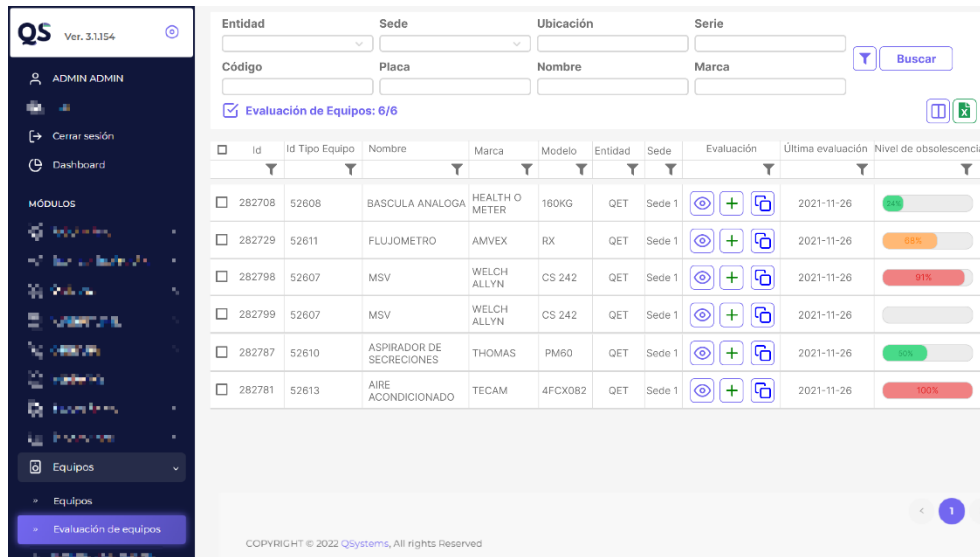 QS Ver. 3.1.154
ADMIN ADMIN
Cerrar sesión
Dashboard
MÓDULOS
Equipos
» Equipos
» Evaluación de equipos
Entidad Sede Ubicación Serie
Buscar
Código Placa Nombre Marca
Evaluación de Equipos: 6/6
Id Id Tipo Equipo Nombre Marca Modelo Entidad Sede Evaluación Última evaluación Nivel de obsolescencia
282708 52608 BASCULA ANALOGA HEALTH O METER 160KG QET Sede 1 2021-11-26 24%
282729 52611 FLUJOMETRO AMVEX RX QET Sede 1 2021-11-26 68%
282798 52607 MSV WELCH ALLYN CS 242 QET Sede 1 2021-11-26 91%
282799 52607 MSV WELCH ALLYN CS 242 QET Sede 1 2021-11-26
282787 52610 ASPIRADOR DE SECRECIONES THOMAS PM60 QET Sede 1 2021-11-26 50%
282781 52613 AIRE ACONDICIONADO TECAM 4FCX082 QET Sede 1 2021-11-26 100%
< 1
COPYRIGHT © 2022 QSystems, All rights Reserved